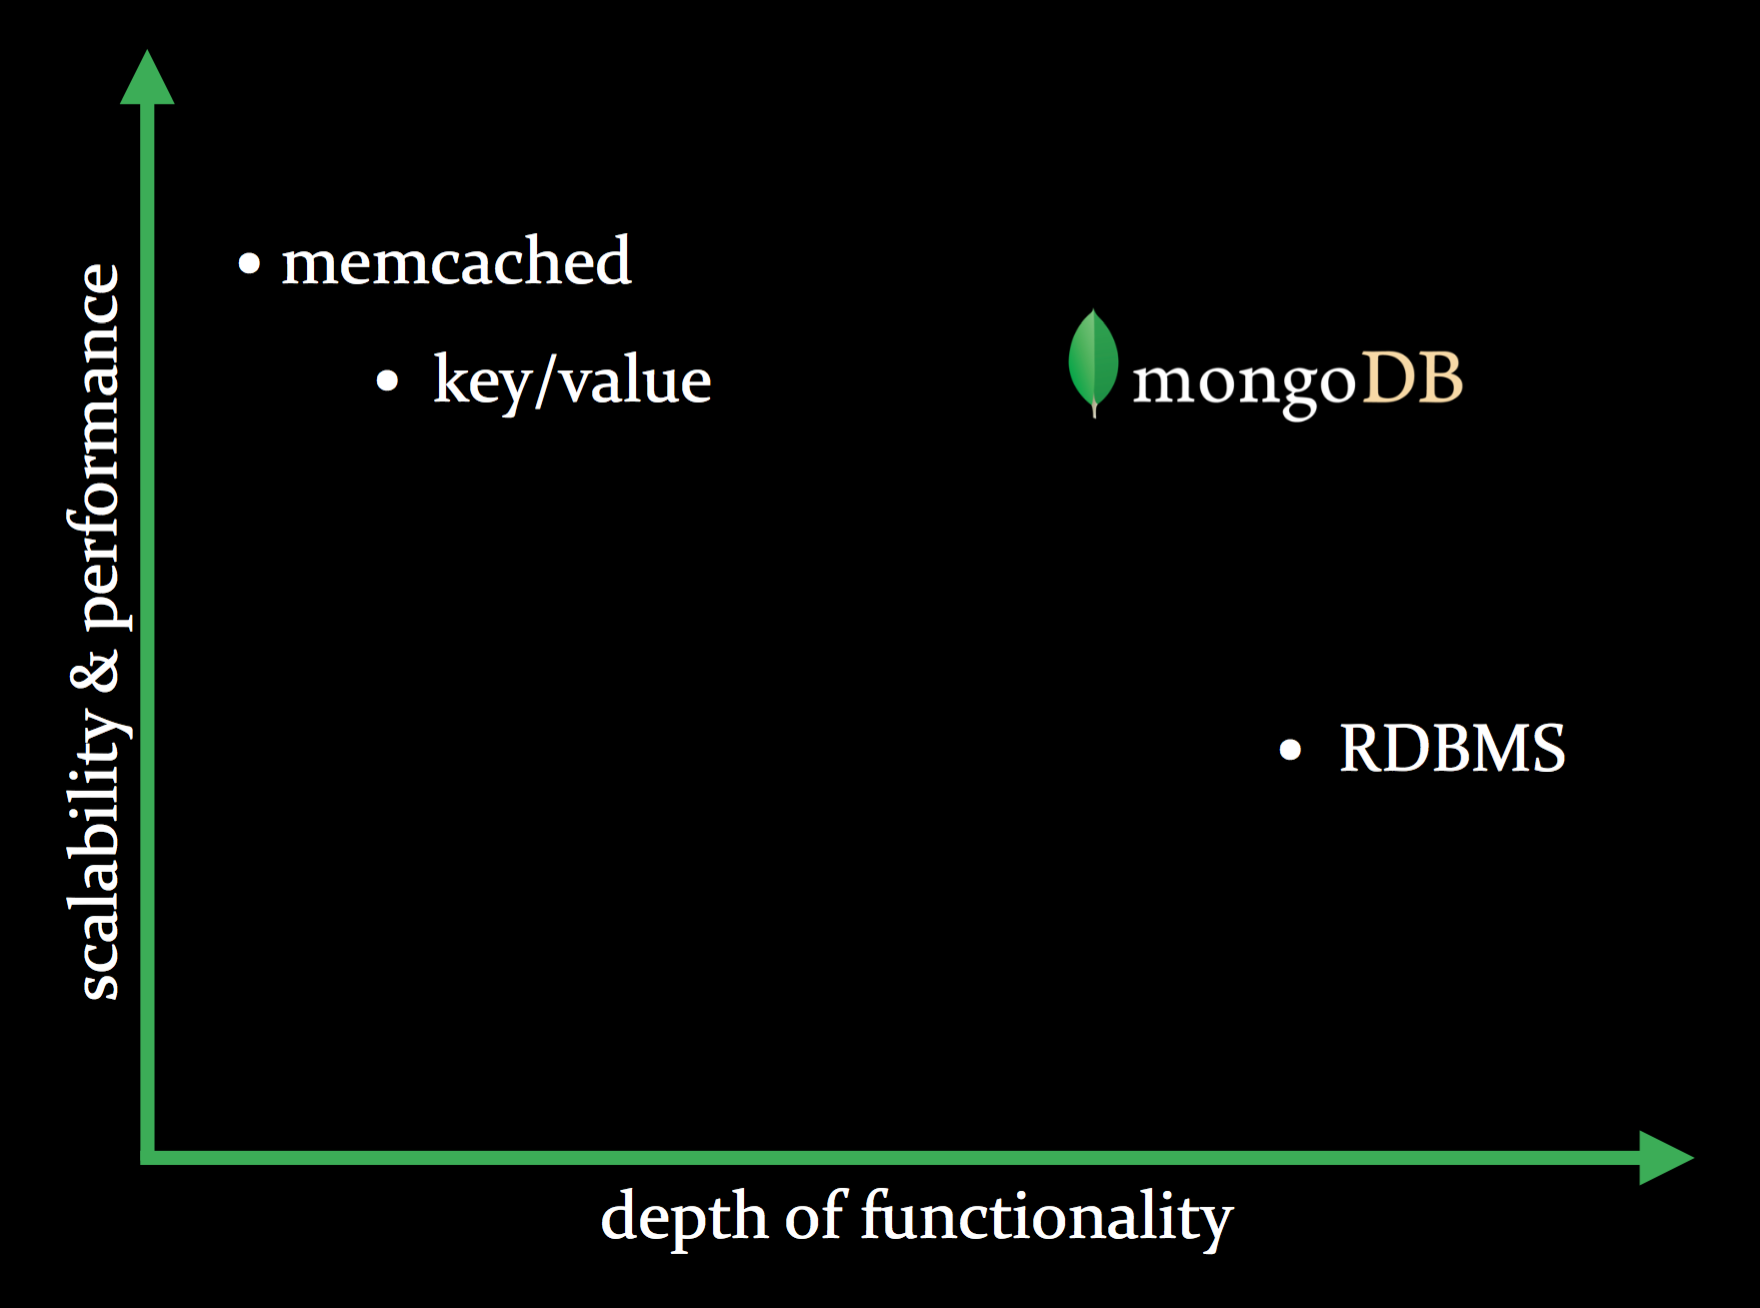 scalability & performance
• memcached
• key/value
mongoDB
• RDBMS
depth of functionality